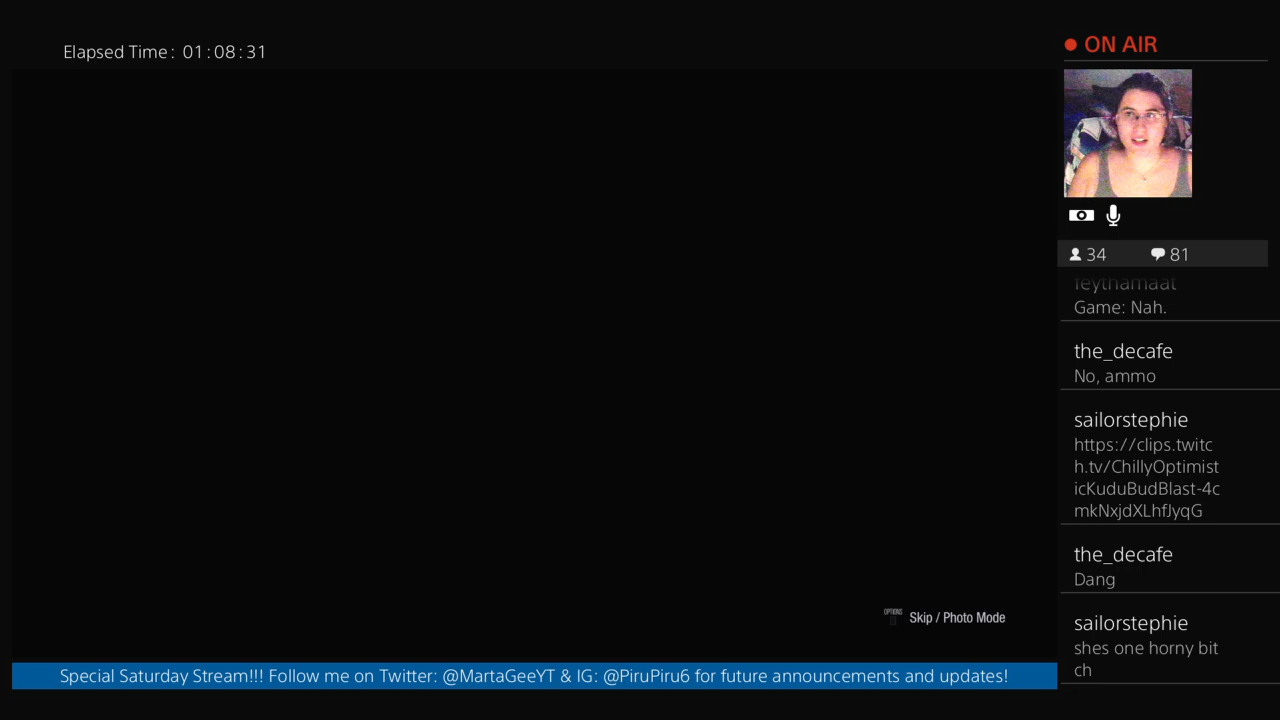 Elapsed Time: 01:08:31
ON AIR
34 81
feythamaat
Game: Nah.
the_decafe
No, ammo
sailorstephie
https://clips.twitc
h.tv/ChillyOptimist
icKuduBudBlast-4c
mkNxjdXLhfJyqG
the_decafe
Dang
sailorstephie
shes one horny bit
ch
OPTIONS Skip / Photo Mode
Special Saturday Stream!!! Follow me on Twitter: @MartaGeeYT & IG: @PiruPiru6 for future announcements and updates!